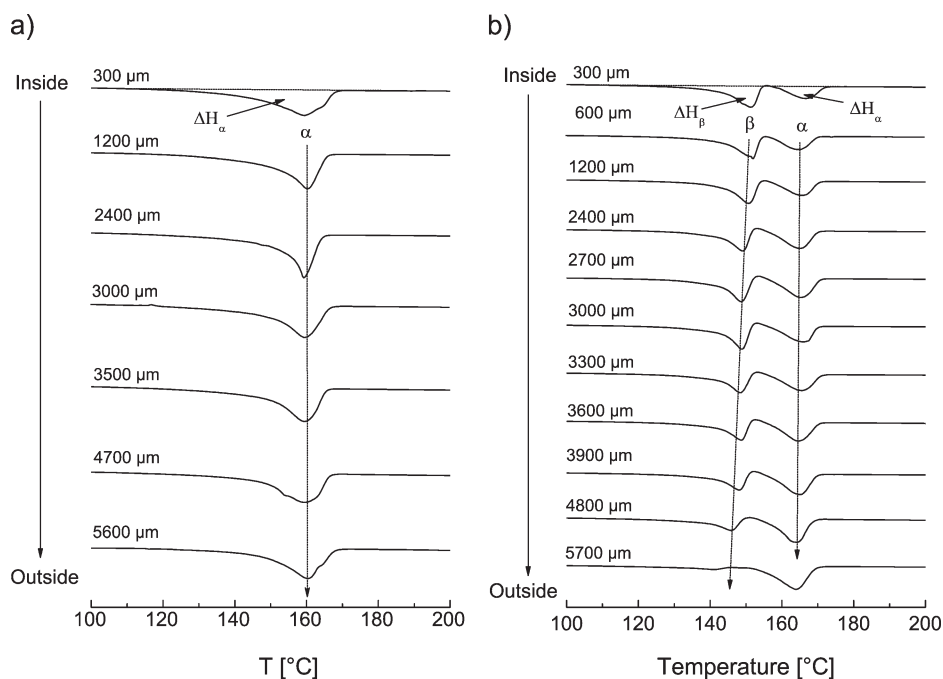 a)
Inside
300 µm
ΔHα
α
1200 µm
2400 µm
3000 µm
3500 µm
4700 µm
5600 µm
Outside
100 120 140 160 180 200
T [°C]
b)
Inside
300 µm
ΔHβ
ΔHα
600 µm
β
α
1200 µm
2400 µm
2700 µm
3000 µm
3300 µm
3600 µm
3900 µm
4800 µm
5700 µm
Outside
100 120 140 160 180 200
Temperature [°C]